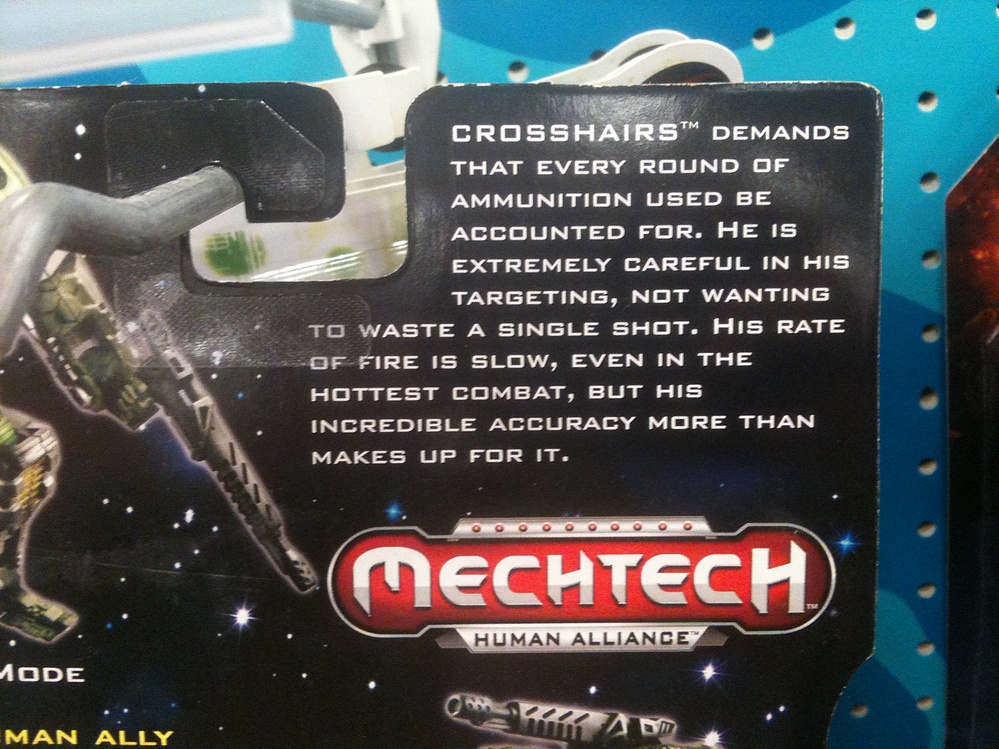 CROSSHAIRS™ DEMANDS
THAT EVERY ROUND OF
AMMUNITION USED BE
ACCOUNTED FOR. HE IS
EXTREMELY CAREFUL IN HIS
TARGETING, NOT WANTING
TO WASTE A SINGLE SHOT. HIS RATE
OF FIRE IS SLOW, EVEN IN THE
HOTTEST COMBAT, BUT HIS
INCREDIBLE ACCURACY MORE THAN
MAKES UP FOR IT.
MECHTECH™
HUMAN ALLIANCE™
MODE
ALLY